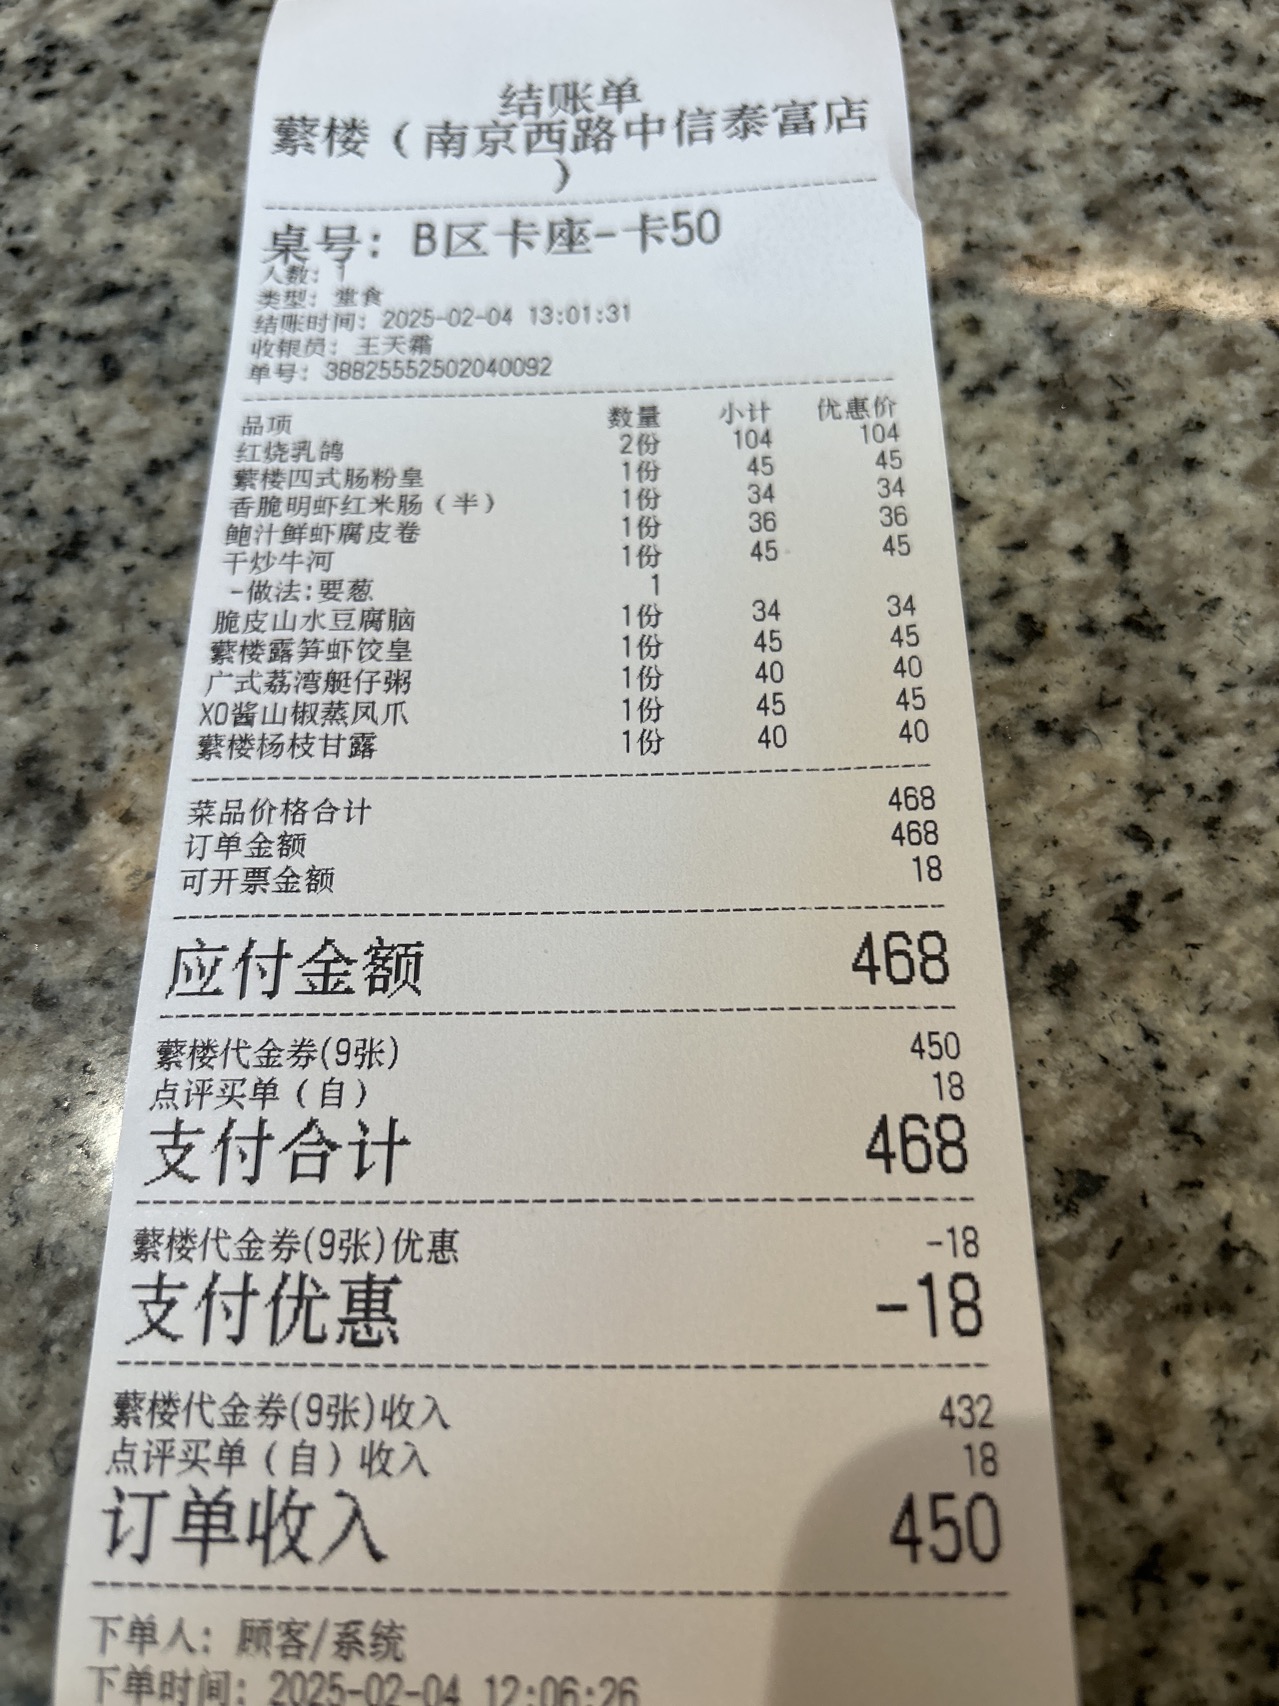 结账单
蘩楼（南京西路中信泰富店
）
桌号：B区卡座-卡50
人数：1
类型：堂食
结账时间：2025-02-04 13:01:31
收银员：王天霜
单号：388255552502040092
品项 数量 小计 优惠价
红烧乳鸽 2份 104 104
蘩楼四式肠粉皇 1份 45 45
香脆明虾红米肠（半） 1份 34 34
鲍汁鲜虾腐皮卷 1份 36 36
干炒牛河 1份 45 45
-做法:要葱 1
脆皮山水豆腐脑 1份 34 34
蘩楼露笋虾饺皇 1份 45 45
广式荔湾艇仔粥 1份 40 40
XO酱山椒蒸凤爪 1份 45 45
蘩楼杨枝甘露 1份 40 40
菜品价格合计 468
订单金额 468
可开票金额 18
应付金额 468
蘩楼代金券(9张) 450
点评买单（自） 18
支付合计 468
蘩楼代金券(9张)优惠 -18
支付优惠 -18
蘩楼代金券(9张)收入 432
点评买单（自）收入 18
订单收入 450
下单人：顾客/系统
下单时间：2025-02-04 12:06:26